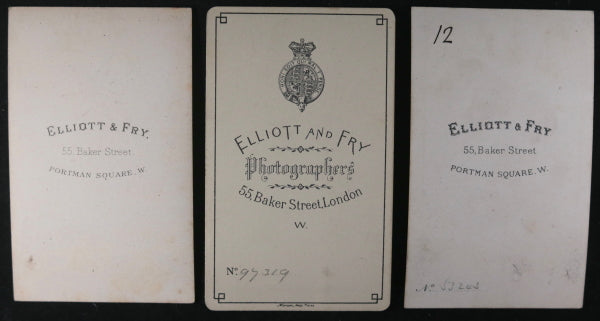 ELLIOTT & FRY.
55. Baker Street
PORTMAN SQUARE. W.
ELLIOTT AND FRY
Photographers
55, Baker Street, London
W.
No. 97319
12
ELLIOTT & FRY
55, Baker Street
PORTMAN SQUARE. W.
No.